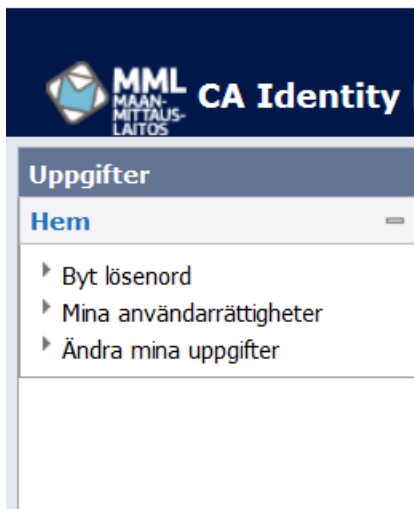 MML
MAAN-
MITTAUS-
LAITOS
CA Identity
Uppgifter
Hem
Byt lösenord
Mina användarrättigheter
Ändra mina uppgifter